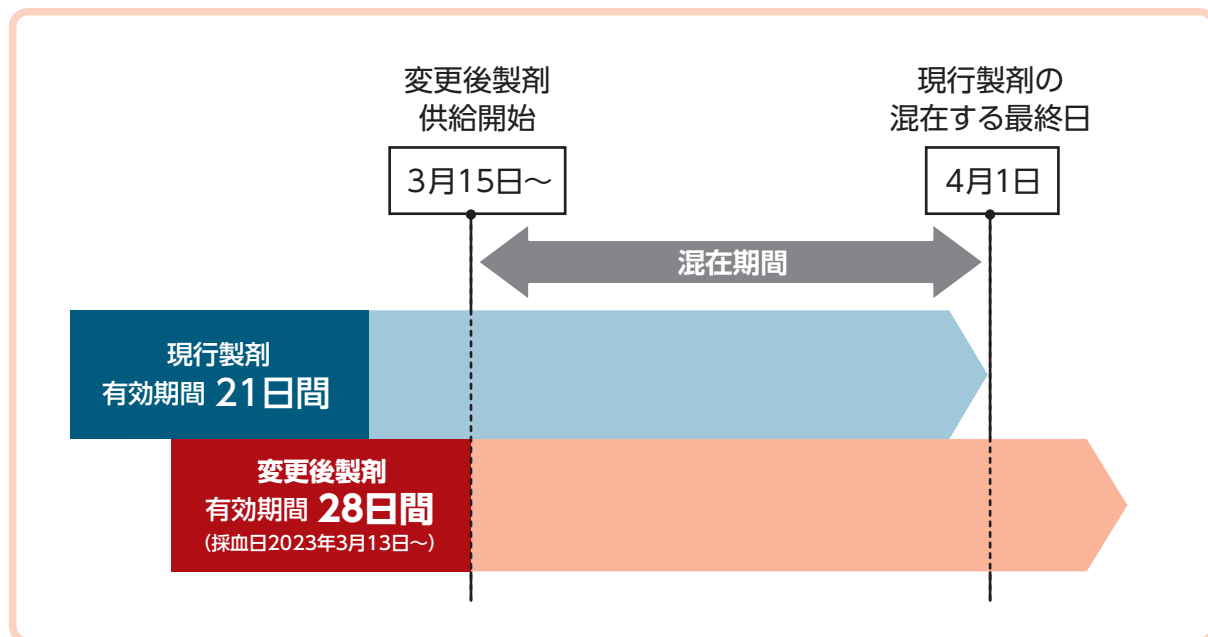 変更後製剤
供給開始
3月15日～
現行製剤の
混在する最終日
4月1日
混在期間
現行製剤
有効期間 21日間
変更後製剤
有効期間 28日間
（採血日2023年3月13日～）